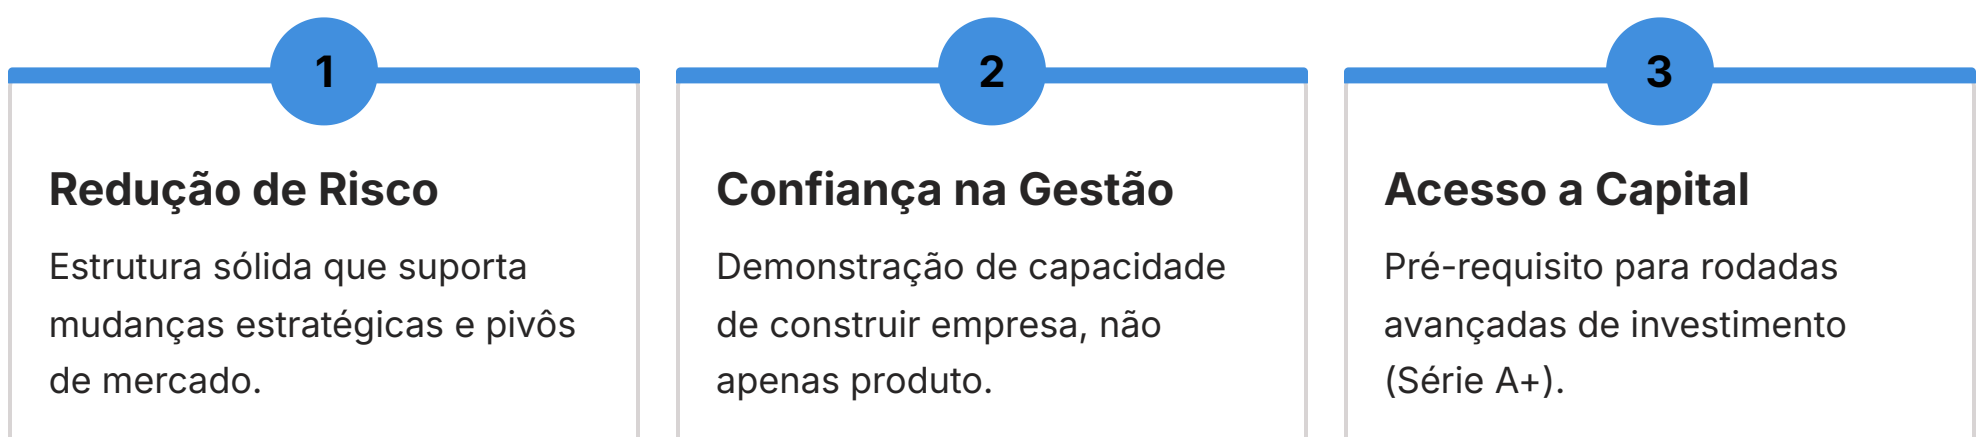 1
Redução de Risco
Estrutura sólida que suporta
mudanças estratégicas e pivôs
de mercado.
2
Confiança na Gestão
Demonstração de capacidade
de construir empresa, não
apenas produto.
3
Acesso a Capital
Pré-requisito para rodadas
avançadas de investimento
(Série A+).